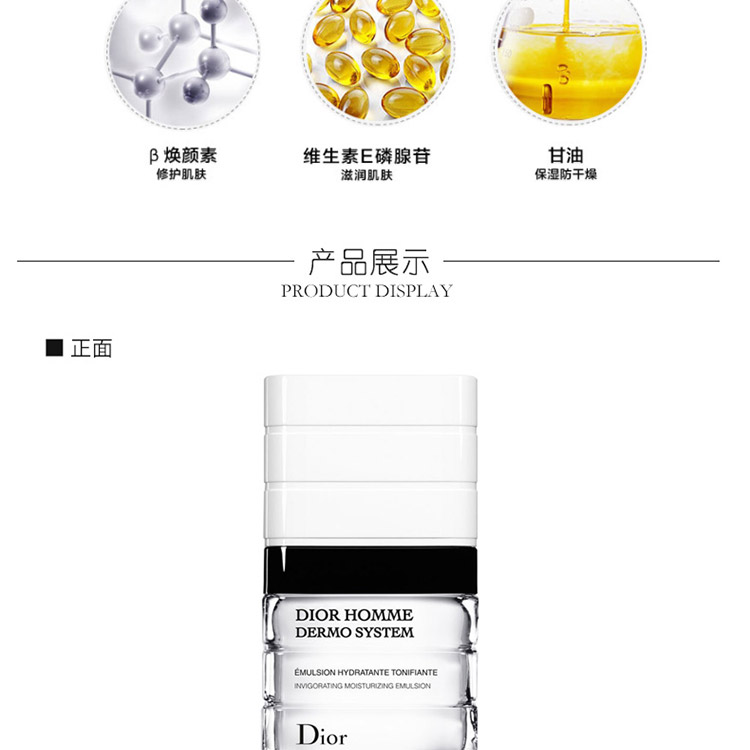 β 焕颜素
修护肌肤
维生素E磷腺苷
滋润肌肤
甘油
保湿防干燥
产品展示
PRODUCT DISPLAY
■ 正面
DIOR HOMME
DERMO SYSTEM
ÉMULSION HYDRATANTE TONIFIANTE
INVIGORATING MOISTURIZING EMULSION
Dior